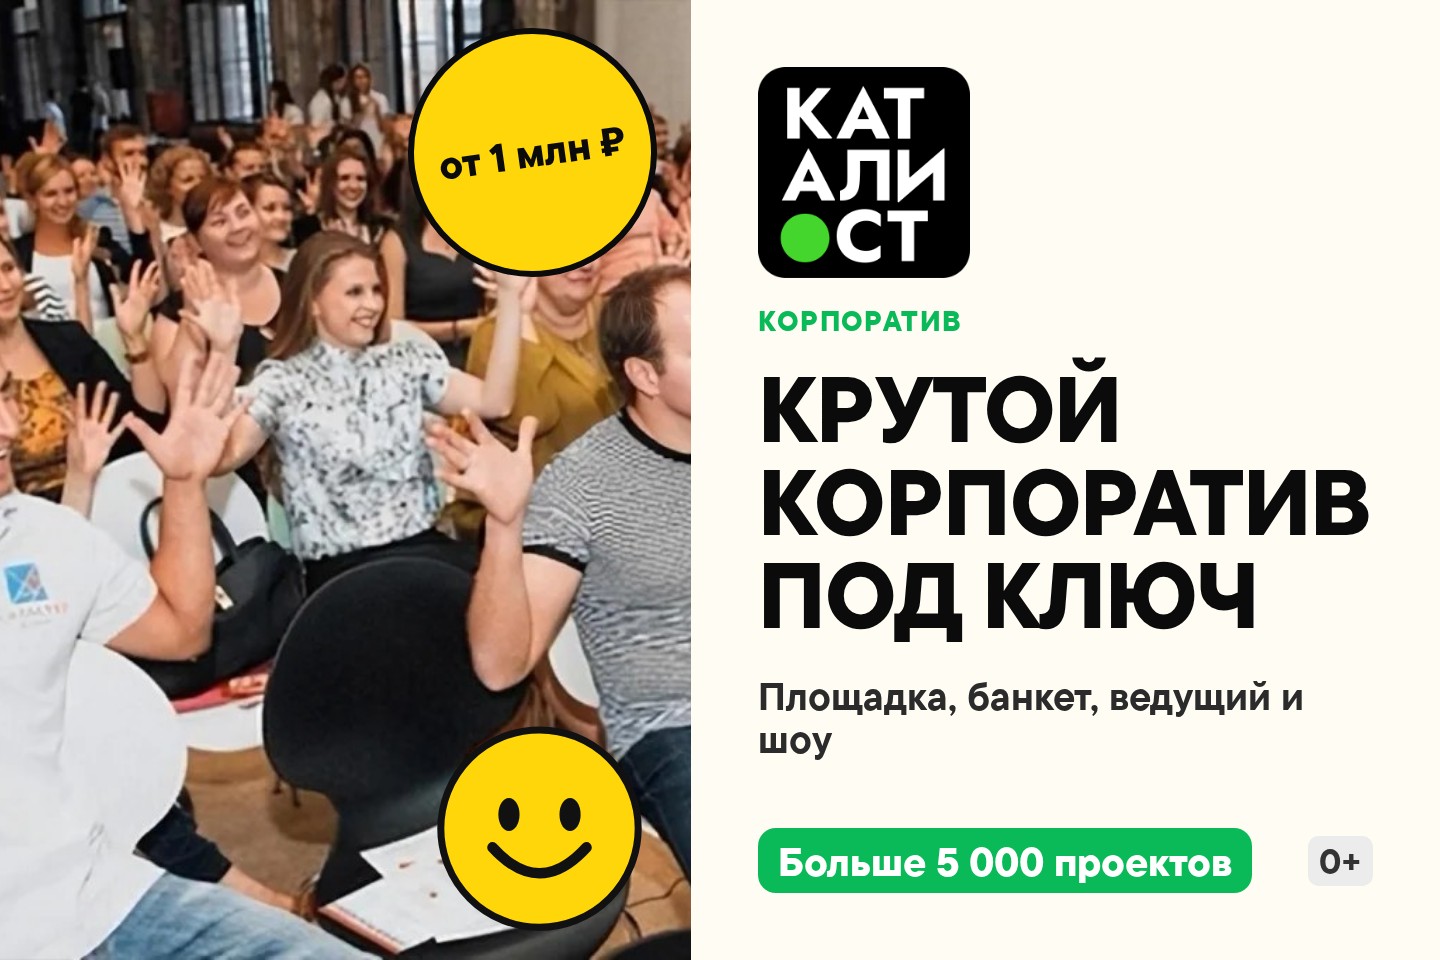 от 1 млн ₽
КАТ
АЛИ
СТ
КОРПОРАТИВ
КРУТОЙ
КОРПОРАТИВ
ПОД КЛЮЧ
Площадка, банкет, ведущий и
шоу
Больше 5 000 проектов
0+